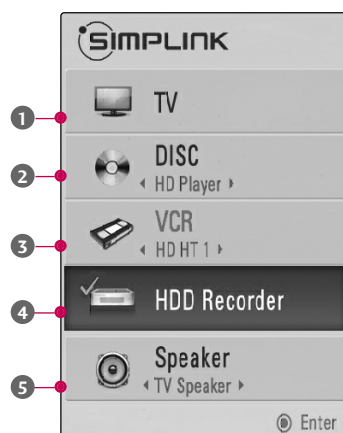 SIMPLINK
1
TV
2
DISC
HD Player
3
VCR
HD HT 1
4
HDD Recorder
5
Speaker
TV Speaker
Enter